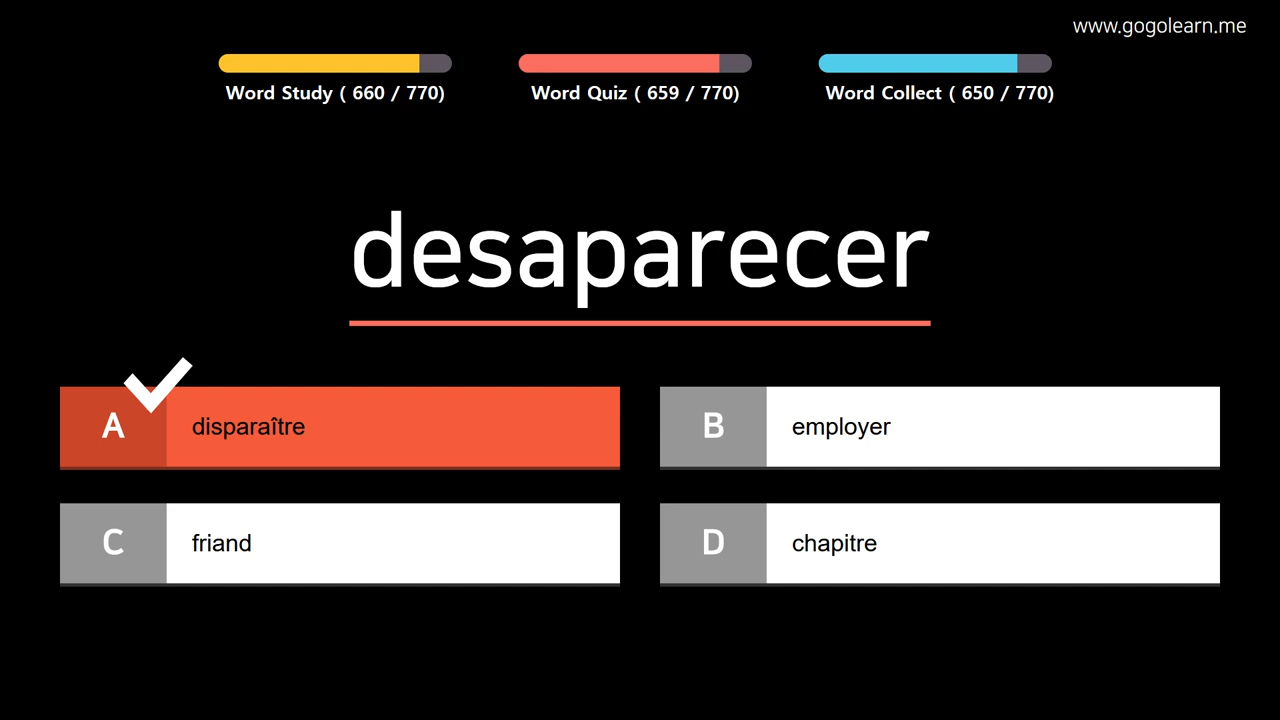 www.gogolearn.me
Word Study ( 660 / 770)
Word Quiz ( 659 / 770)
Word Collect ( 650 / 770)
desaparecer
A disparaître
B employer
C friand
D chapitre